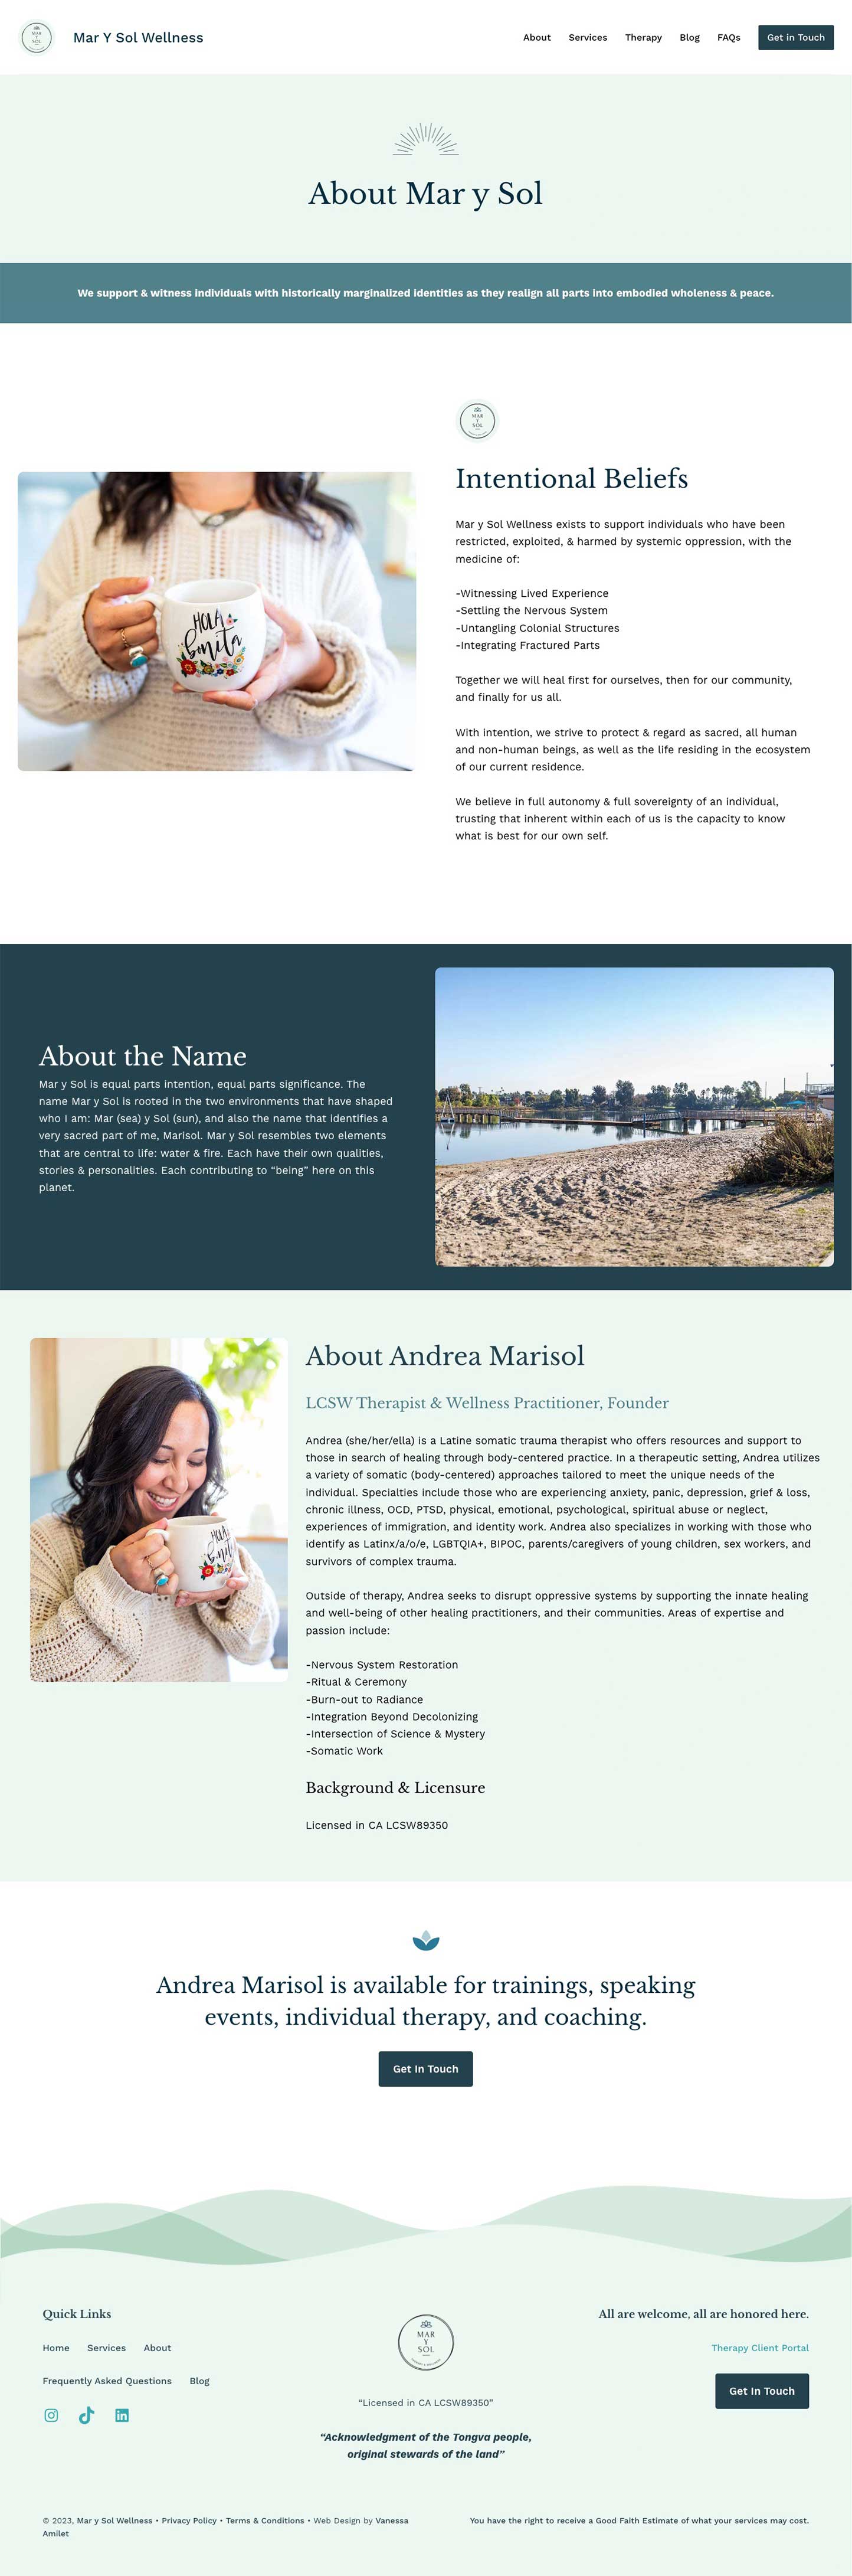 MAR
Y
SOL
Mar Y Sol Wellness
About
Services
Therapy
Blog
FAQs
Get in Touch
About Mar y Sol
We support & witness individuals with historically marginalized identities as they realign all parts into embodied wholeness & peace.
MAR
Y
SOL
Intentional Beliefs
Mar y Sol Wellness exists to support individuals who have been
restricted, exploited, & harmed by systemic oppression, with the
medicine of:
-Witnessing Lived Experience
-Settling the Nervous System
-Untangling Colonial Structures
-Integrating Fractured Parts
Together we will heal first for ourselves, then for our community,
and finally for us all.
With intention, we strive to protect & regard as sacred, all human
and non-human beings, as well as the life residing in the ecosystem
of our current residence.
We believe in full autonomy & full sovereignty of an individual,
trusting that inherent within each of us is the capacity to know
what is best for our own self.
HOLA
bonita
About the Name
Mar y Sol is equal parts intention, equal parts significance. The
name Mar y Sol is rooted in the two environments that have shaped
who I am: Mar (sea) y Sol (sun), and also the name that identifies a
very sacred part of me, Marisol. Mar y Sol resembles two elements
that are central to life: water & fire. Each have their own qualities,
stories & personalities. Each contributing to “being” here on this
planet.
HOLA
About Andrea Marisol
LCSW Therapist & Wellness Practitioner, Founder
Andrea (she/her/ella) is a Latine somatic trauma therapist who offers resources and support to
those in search of healing through body-centered practice. In a therapeutic setting, Andrea utilizes
a variety of somatic (body-centered) approaches tailored to meet the unique needs of the
individual. Specialties include those who are experiencing anxiety, panic, depression, grief & loss,
chronic illness, OCD, PTSD, physical, emotional, psychological, spiritual abuse or neglect,
experiences of immigration, and identity work. Andrea also specializes in working with those who
identify as Latinx/a/o/e, LGBTQIA+, BIPOC, parents/caregivers of young children, sex workers, and
survivors of complex trauma.
Outside of therapy, Andrea seeks to disrupt oppressive systems by supporting the innate healing
and well-being of other healing practitioners, and their communities. Areas of expertise and
passion include:
-Nervous System Restoration
-Ritual & Ceremony
-Burn-out to Radiance
-Integration Beyond Decolonizing
-Intersection of Science & Mystery
-Somatic Work
Background & Licensure
Licensed in CA LCSW89350
Andrea Marisol is available for trainings, speaking
events, individual therapy, and coaching.
Get In Touch
Quick Links
Home
Services
About
Frequently Asked Questions
Blog
MAR
Y
SOL
“Licensed in CA LCSW89350”
“Acknowledgment of the Tongva people,
original stewards of the land”
All are welcome, all are honored here.
Therapy Client Portal
Get In Touch
© 2023, Mar y Sol Wellness • Privacy Policy • Terms & Conditions • Web Design by Vanessa
Amilet
You have the right to receive a Good Faith Estimate of what your services may cost.